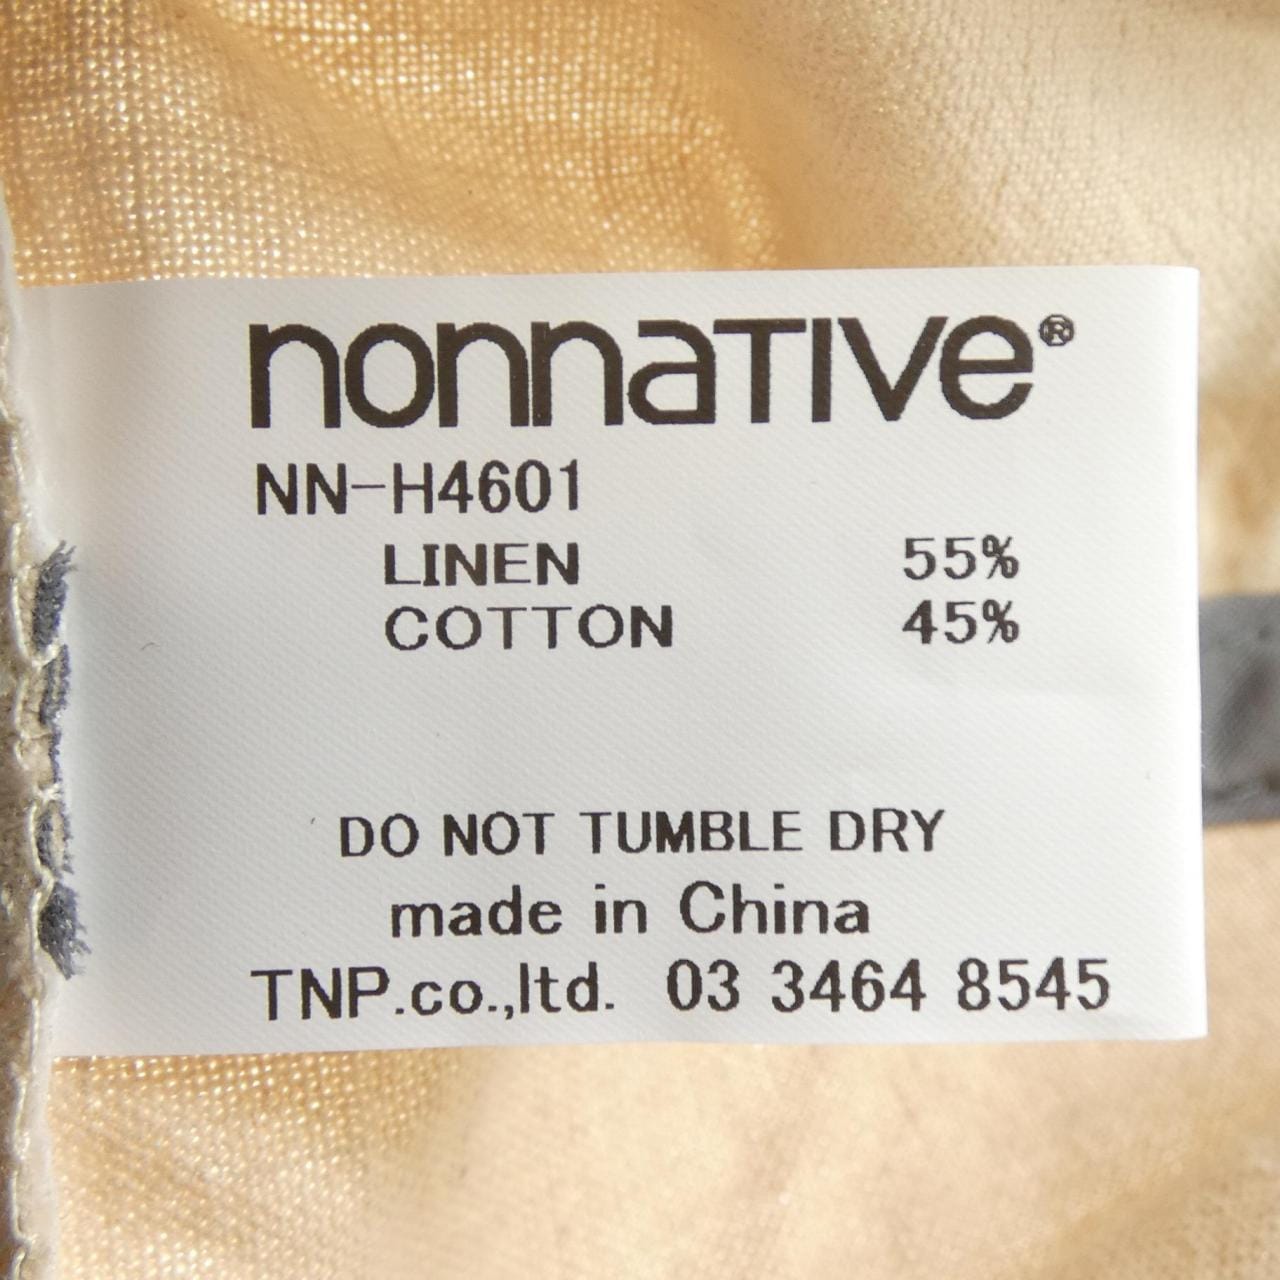 nonnaTIVe®
NN-H4601
LINEN 55%
COTTON 45%
DO NOT TUMBLE DRY
made in China
TNP.co.,ltd. 03 3464 8545